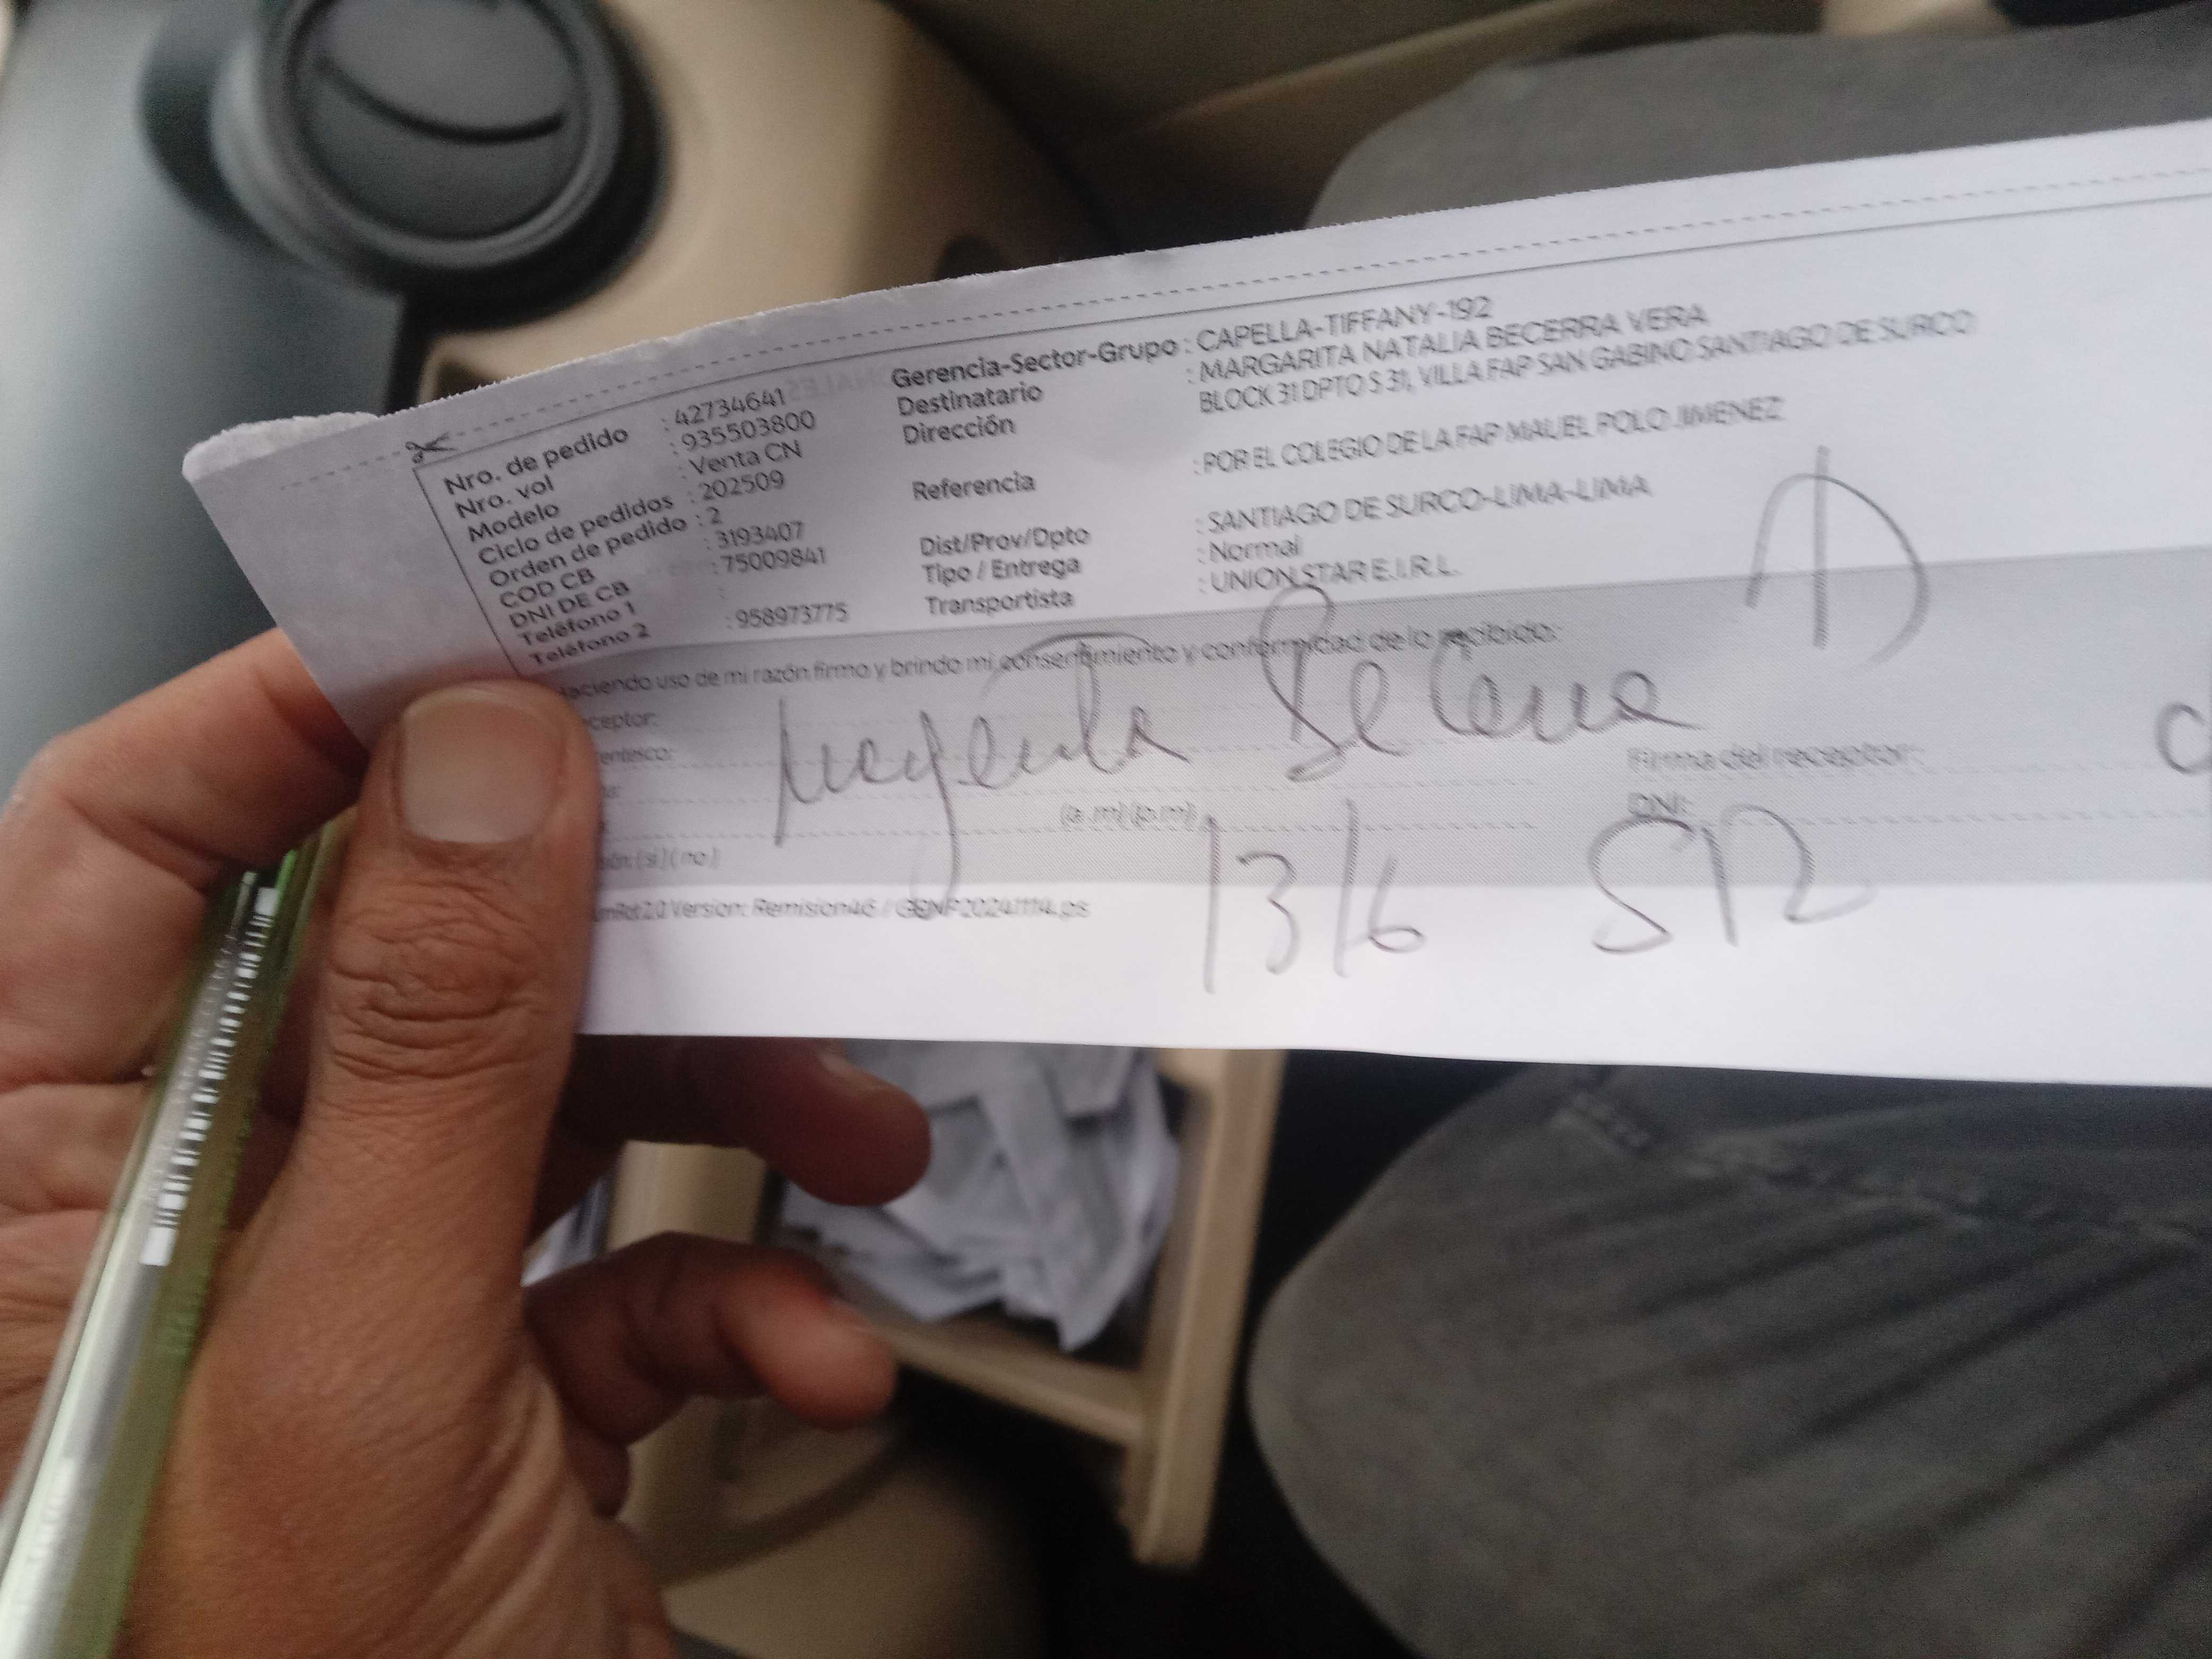 Nro. de pedido : 42734641
Nro. vol : 935503800
Modelo : Venta CN
Ciclo de pedidos : 202509
Orden de pedido : 2
COD CB : 3193407
DNI DE CB : 75009841
Teléfono 1 :
Teléfono 2 : 958973775
Gerencia-Sector-Grupo : CAPELLA-TIFFANY-192
Destinatario : MARGARITA NATALIA BECERRA VERA
Dirección BLOCK 31 DPTO S 31, VILLA FAP SAN GABINO SANTIAGO DE SURCO
Referencia : POR EL COLEGIO DE LA FAP MAUEL POLO JIMENEZ
Dist/Prov/Dpto : SANTIAGO DE SURCO-LIMA-LIMA
Tipo / Entrega : Normal
Transportista : UNION STAR E.I.R.L.
Haciendo uso de mi razón firmo y brindo mi consentimiento y conformidad de lo recibido:
ceptor:
entesco:
(a.m) (p.m)
(si) (no)
Firma del receptor:
DNI:
13/6
Version: Remision46 //